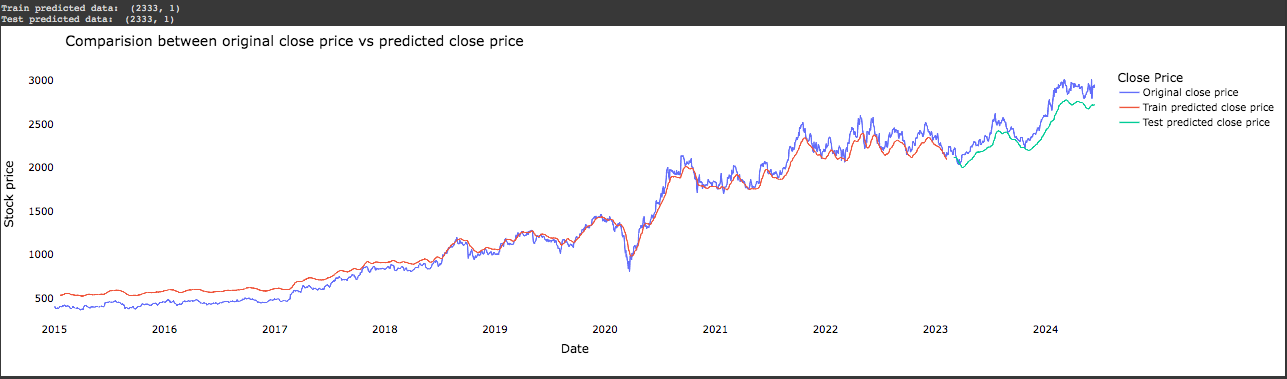 Train predicted data:  (2333, 1)
Test predicted data:  (2333, 1)
Comparision between original close price vs predicted close price
Close Price
Original close price
Train predicted close price
Test predicted close price
3000
2500
2000
1500
1000
500
Stock price
2015 2016 2017 2018 2019 2020 2021 2022 2023 2024
Date